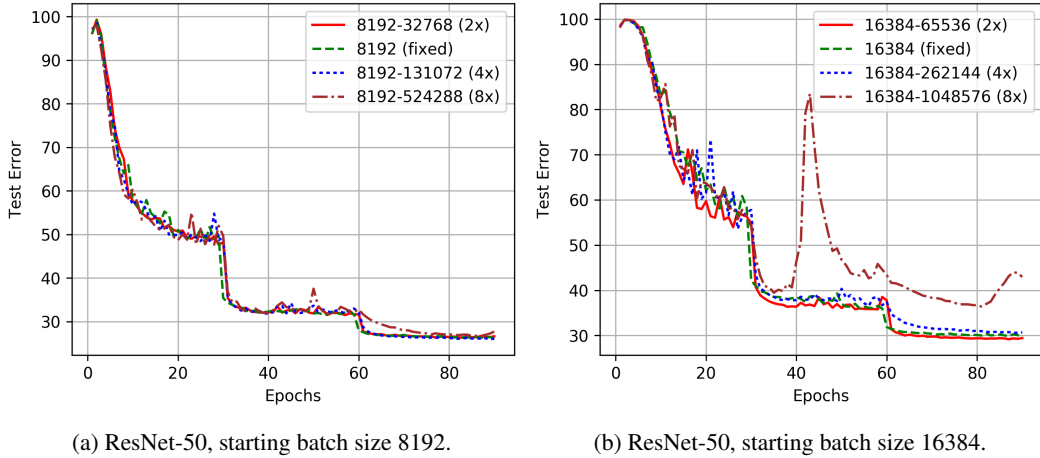 100
90
80
70
60
50
40
30
0
20
40
60
80
Test Error
Epochs
8192-32768 (2x)
8192 (fixed)
8192-131072 (4x)
8192-524288 (8x)
(a) ResNet-50, starting batch size 8192.
100
90
80
70
60
50
40
30
0
20
40
60
80
Test Error
Epochs
16384-65536 (2x)
16384 (fixed)
16384-262144 (4x)
16384-1048576 (8x)
(b) ResNet-50, starting batch size 16384.